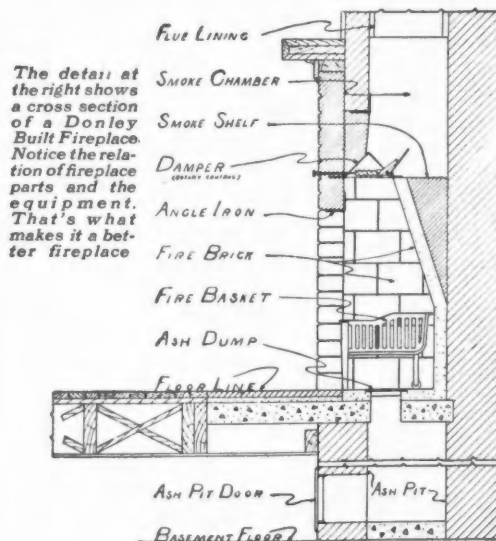 The detail at
the right shows
a cross section
of a Donley
Built Fireplace.
Notice the rela-
tion of fireplace
parts and the
equipment.
That's what
makes it a bet-
ter fireplace
FLUE LINING
SMOKE CHAMBER
SMOKE SHELF
DAMPER
(ROTARY CONTROL)
ANGLE IRON
FIRE BRICK
FIRE BASKET
ASH DUMP
FLOOR LINE
ASH PIT DOOR
ASH PIT
BASEMENT FLOOR